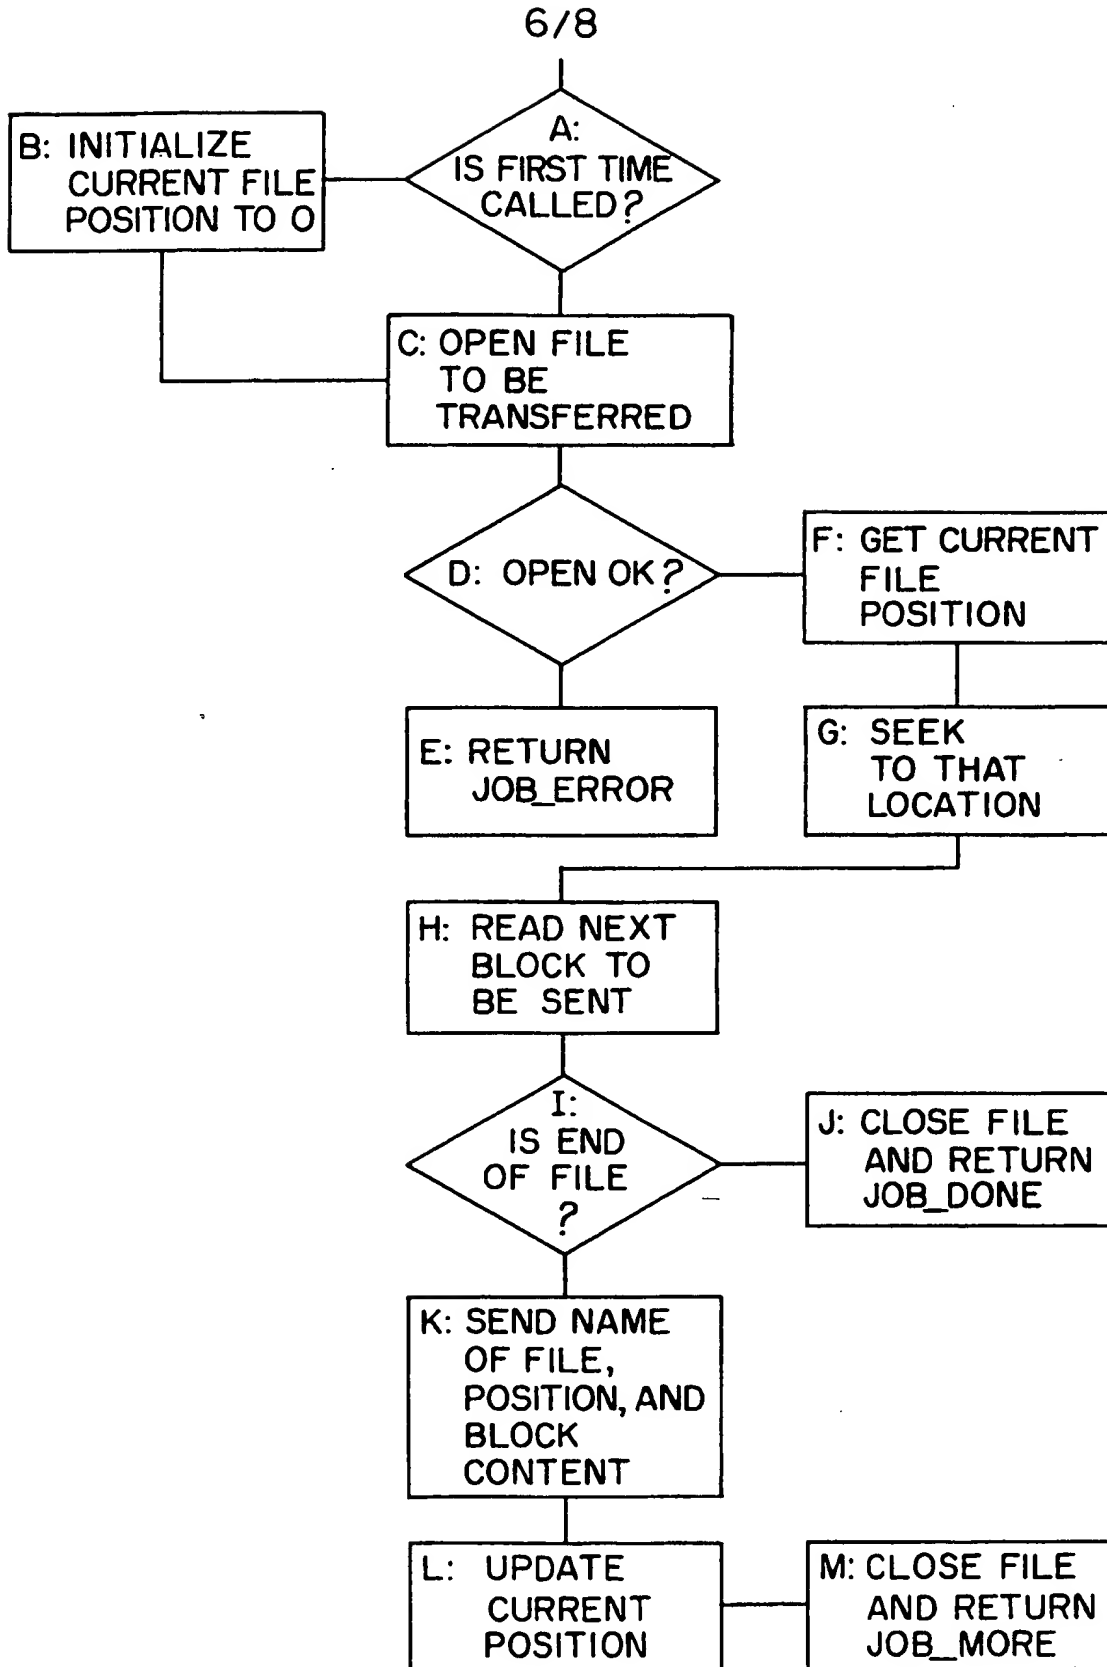 6/8
A:
IS FIRST TIME
CALLED?
B: INITIALIZE
CURRENT FILE
POSITION TO 0
C: OPEN FILE
TO BE
TRANSFERRED
D: OPEN OK?
F: GET CURRENT
FILE
POSITION
E: RETURN
JOB_ERROR
G: SEEK
TO THAT
LOCATION
H: READ NEXT
BLOCK TO
BE SENT
I:
IS END
OF FILE
?
J: CLOSE FILE
AND RETURN
JOB_DONE
K: SEND NAME
OF FILE,
POSITION, AND
BLOCK
CONTENT
L: UPDATE
CURRENT
POSITION
M: CLOSE FILE
AND RETURN
JOB_MORE